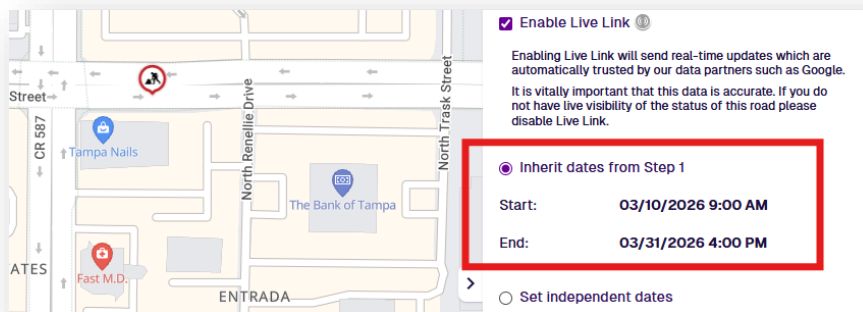 Enable Live Link
Enabling Live Link will send real-time updates which are
automatically trusted by our data partners such as Google.
It is vitally important that this data is accurate. If you do
not have live visibility of the status of this road please
disable Live Link.
Inherit dates from Step 1
Start: 03/10/2026 9:00 AM
End: 03/31/2026 4:00 PM
Set independent dates
Street
CR 587
Tampa Nails
North Renellie Drive
North Trask Street
The Bank of Tampa
Fast M.D.
ATES
ENTRADA